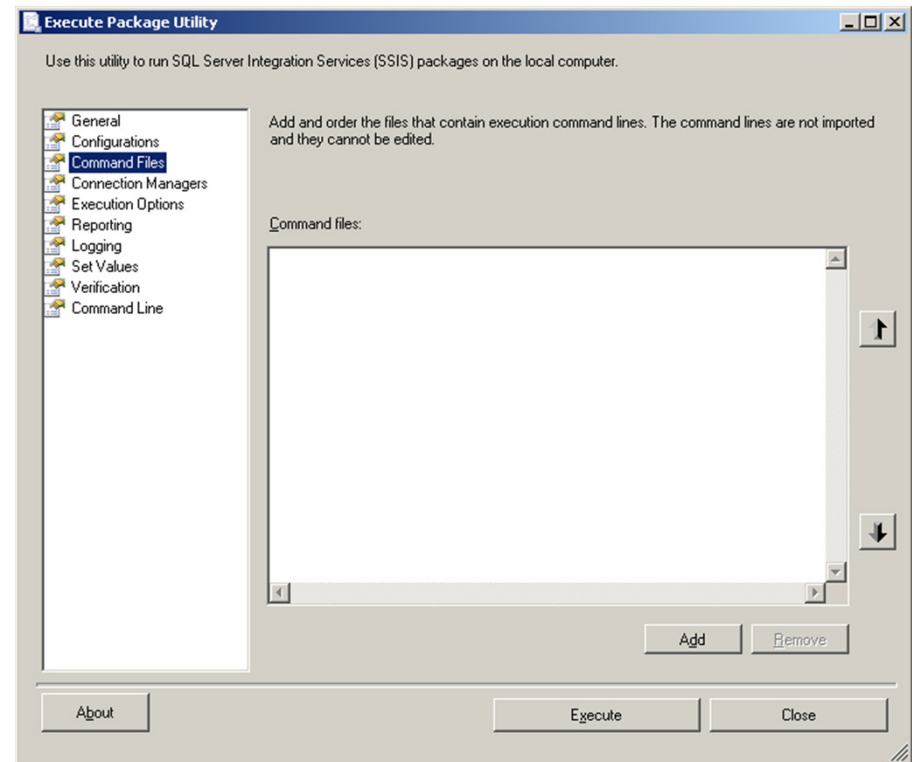 Execute Package Utility
Use this utility to run SQL Server Integration Services (SSIS) packages on the local computer.
General
Configurations
Command Files
Connection Managers
Execution Options
Reporting
Logging
Set Values
Verification
Command Line
Add and order the files that contain execution command lines. The command lines are not imported
and they cannot be edited.
Command files:
Add
Remove
About
Execute
Close